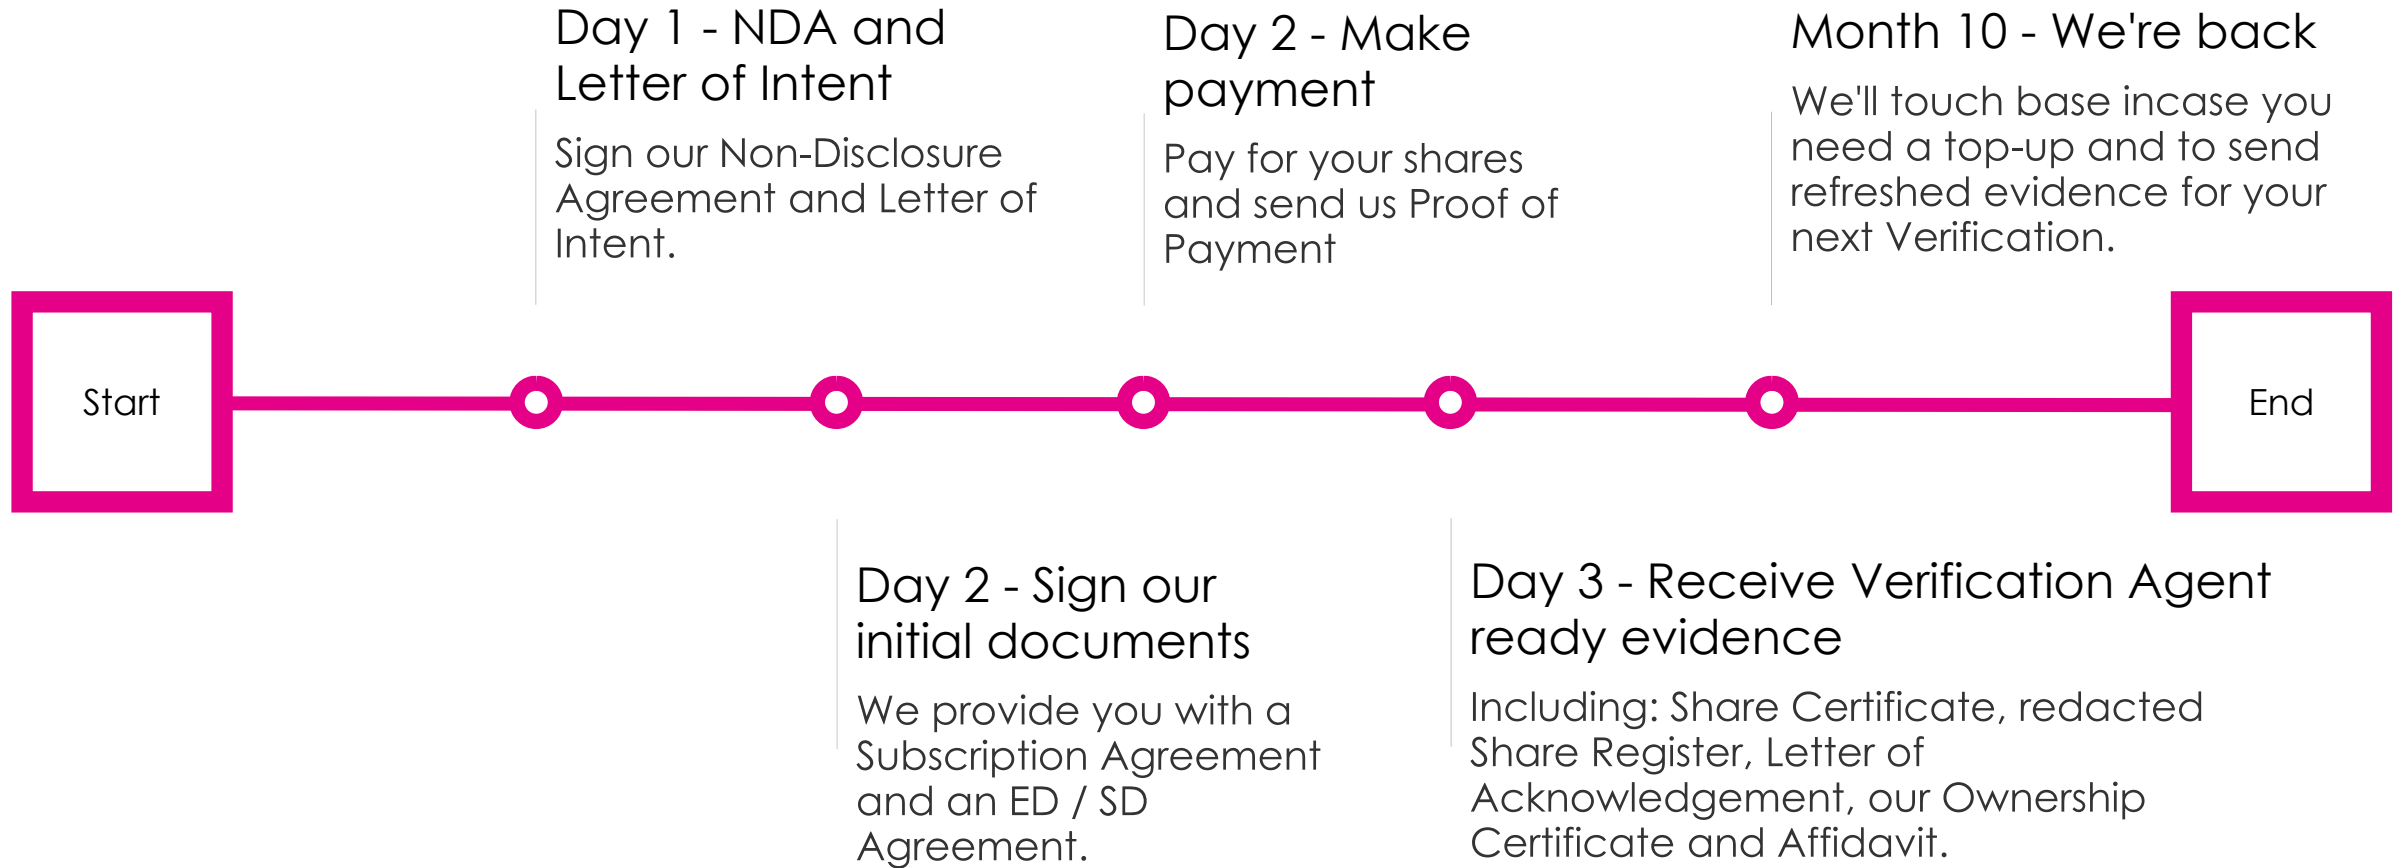 Start
Day 1 - NDA and
Letter of Intent
Sign our Non-Disclosure
Agreement and Letter of
Intent.
Day 2 - Sign our
initial documents
We provide you with a
Subscription Agreement
and an ED / SD
Agreement.
Day 2 - Make
payment
Pay for your shares
and send us Proof of
Payment
Day 3 - Receive Verification Agent
ready evidence
Including: Share Certificate, redacted
Share Register, Letter of
Acknowledgement, our Ownership
Certificate and Affidavit.
Month 10 - We're back
We'll touch base incase you
need a top-up and to send
refreshed evidence for your
next Verification.
End